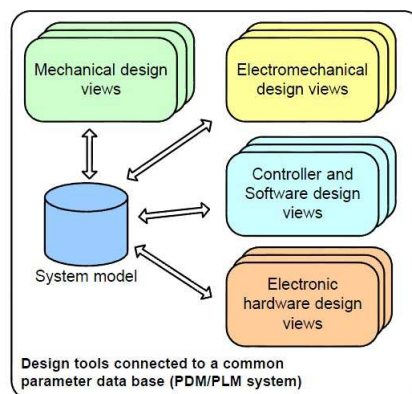 Mechanical design
views
Electromechanical
design views
Controller and
Software design
views
System model
Electronic
hardware design
views
Design tools connected to a common
parameter data base (PDM/PLM system)